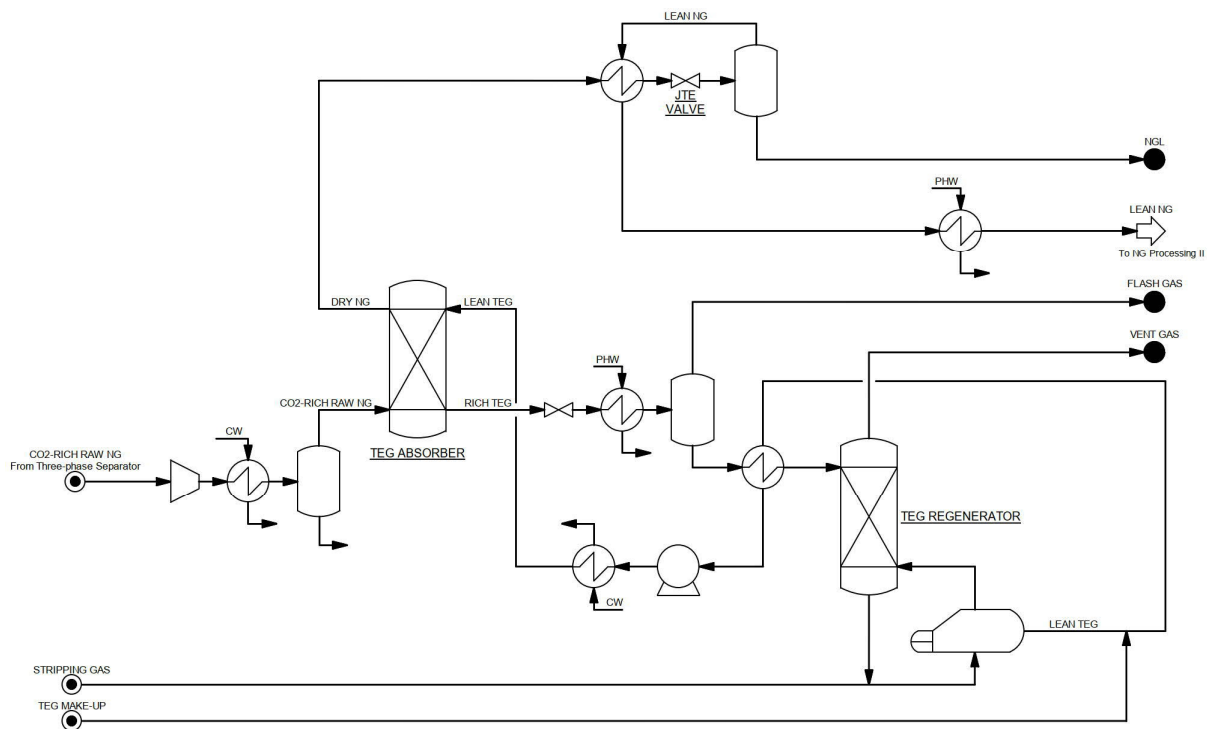 LEAN NG
JTE
VALVE
NGL
PHW
LEAN NG
To NG Processing II
DRY NG
LEAN TEG
FLASH GAS
VENT GAS
PHW
CO2-RICH RAW NG
RICH TEG
TEG ABSORBER
CW
CO2-RICH RAW NG
From Three-phase Separator
TEG REGENERATOR
CW
LEAN TEG
STRIPPING GAS
TEG MAKE-UP